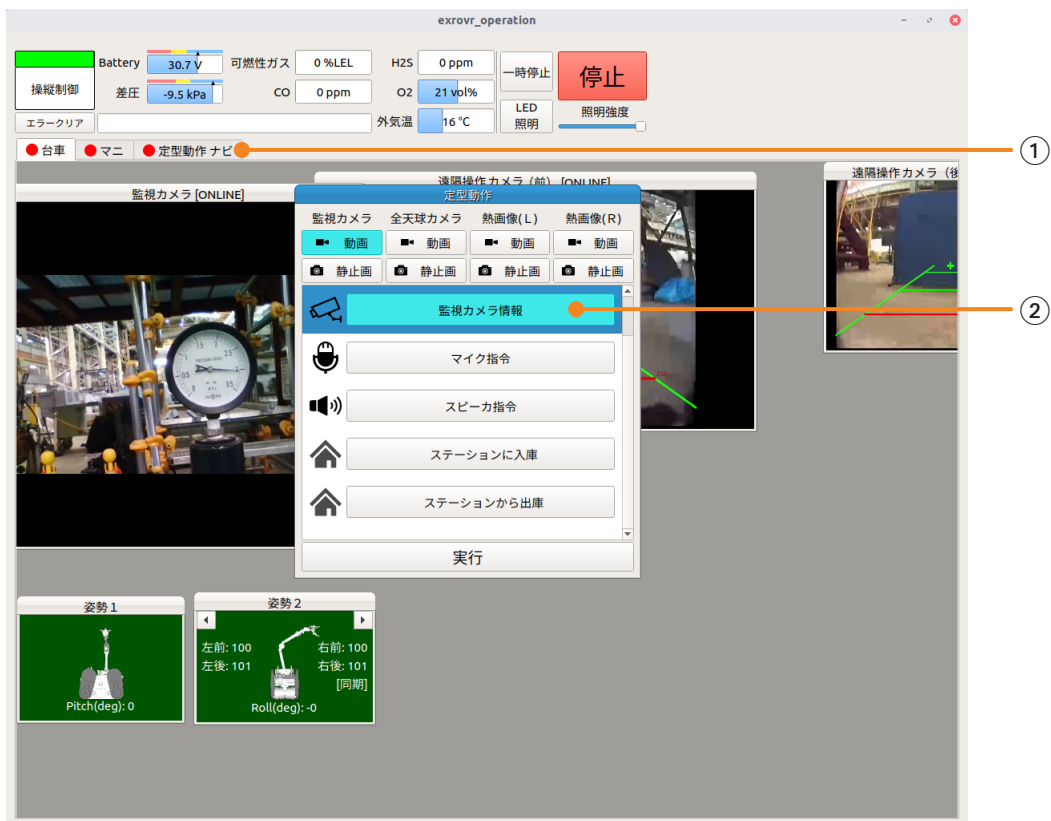 exrovr_operation
Battery 30.7 V 可燃性ガス 0 %LEL H2S 0 ppm
操縦制御 差圧 -9.5 kPa CO 0 ppm O2 21 vol%
一時停止 停止
エラークリア 外気温 16 °C LED 照明 照明強度
台車 マニ 定型動作 ナビ ①
監視カメラ [ONLINE]
遠隔操作カメラ (前) [ONLINE]
遠隔操作カメラ (後
定型動作
監視カメラ 全天球カメラ 熱画像(L) 熱画像(R)
動画 動画 動画 動画
静止画 静止画 静止画 静止画
監視カメラ情報 ②
マイク指令
スピーカ指令
ステーションに入庫
ステーションから出庫
実行
姿勢１
Pitch(deg): 0
姿勢２
左前: 100 右前: 100
左後: 101 右後: 101
[同期]
Roll(deg): -0